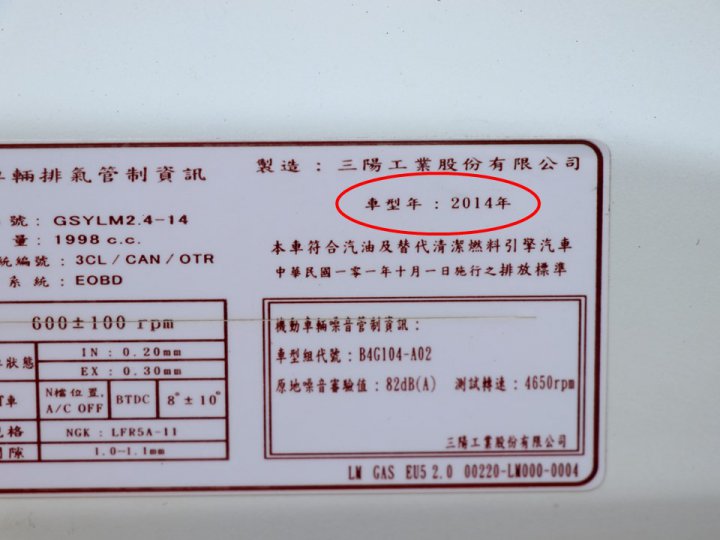 輛排氣管制資訊
製造：三陽工業股份有限公司
車型年：2014年
號：GSYLM2.4-14
量：1998 c.c.
本車符合汽油及替代清潔燃料引擎汽車
統編號：3CL/CAN/OTR
中華民國一零一年十月一日施行之排放標準
系統：EOBD
600±100 rpm
機動車輛噪音管制資訊：
狀態
IN：0.20mm
EX：0.30mm
車型組代號：B4G104-A02
車
N檔位置,
A/C OFF
BTDC
8°±10°
原地噪音審驗值：82dB(A) 測試轉速：4650rpm
規格
NGK：LFR5A-11
間隙
1.0~1.1mm
三陽工業股份有限公司
LM GAS EU5 2.0 00220-LM000-0004